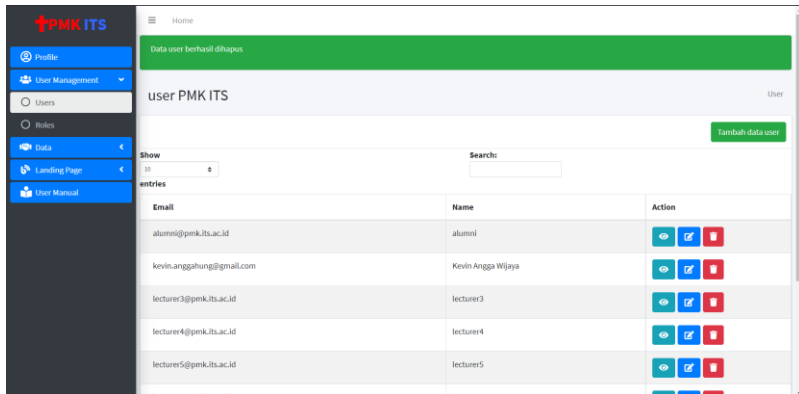 PMK ITS
Home
Profile
User Management
Users
Roles
Data
Landing Page
User Manual
Data user berhasil dihapus
user PMK ITS
User
Tambah data user
Show
10
entries
Search:
Email Name Action
alumni@pmk.its.ac.id alumni
kevin.anggahung@gmail.com Kevin Angga Wijaya
lecturer3@pmk.its.ac.id lecturer3
lecturer4@pmk.its.ac.id lecturer4
lecturer5@pmk.its.ac.id lecturer5